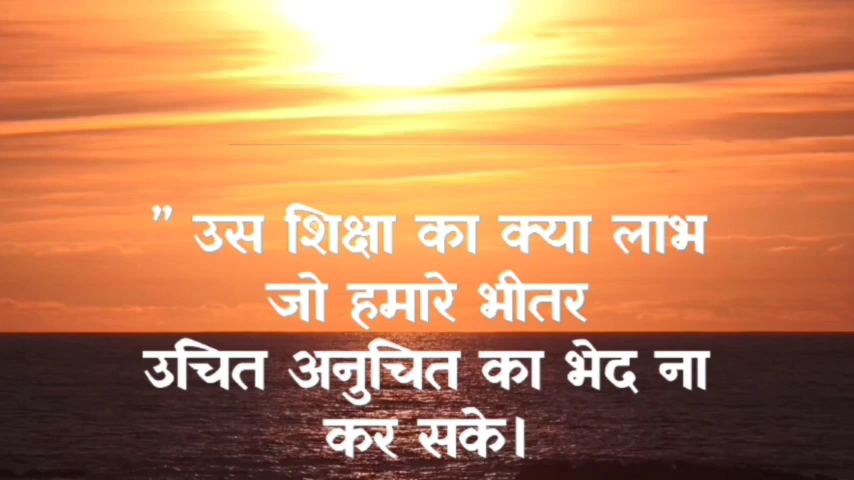 " उस शिक्षा का क्या लाभ
जो हमारे भीतर
उचित अनुचित का भेद ना
कर सके।